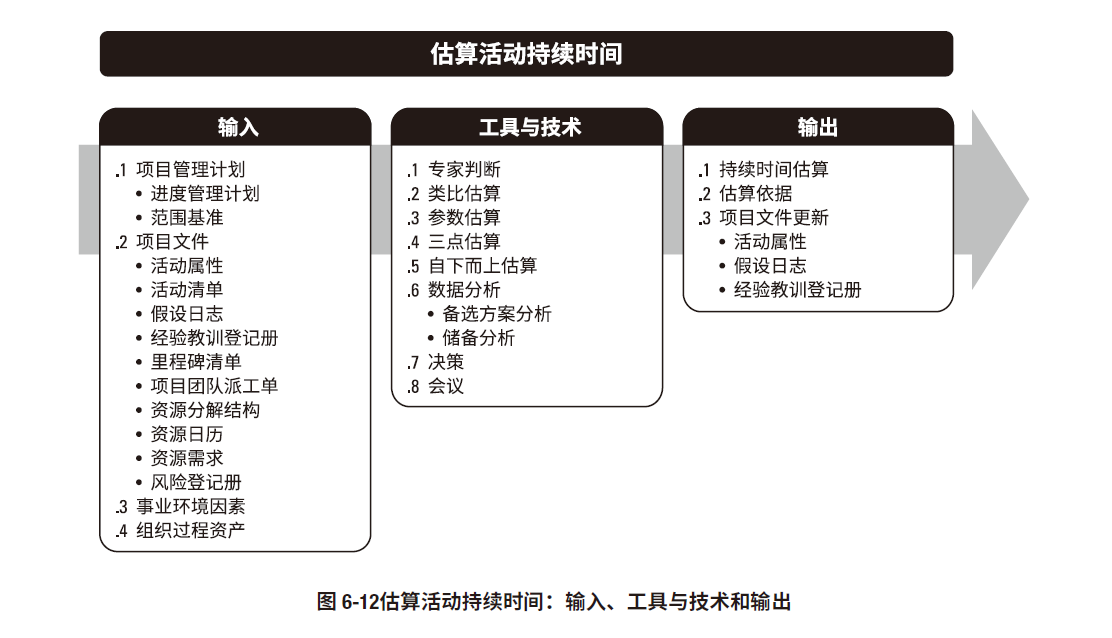 估算活动持续时间
输入
.1 项目管理计划
• 进度管理计划
• 范围基准
.2 项目文件
• 活动属性
• 活动清单
• 假设日志
• 经验教训登记册
• 里程碑清单
• 项目团队派工单
• 资源分解结构
• 资源日历
• 资源需求
• 风险登记册
.3 事业环境因素
.4 组织过程资产
工具与技术
.1 专家判断
.2 类比估算
.3 参数估算
.4 三点估算
.5 自下而上估算
.6 数据分析
• 备选方案分析
• 储备分析
.7 决策
.8 会议
输出
.1 持续时间估算
.2 估算依据
.3 项目文件更新
• 活动属性
• 假设日志
• 经验教训登记册
图 6-12估算活动持续时间：输入、工具与技术和输出